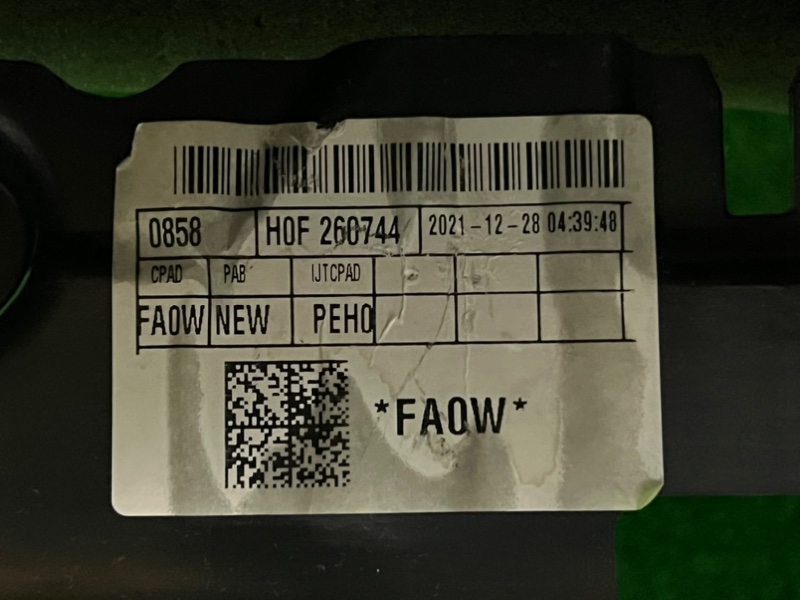 0858 H0F 260744 2021-12-28 04:39:48
CPAD PAB IJTCPAD
FA0W NEW PEH0
*FA0W*